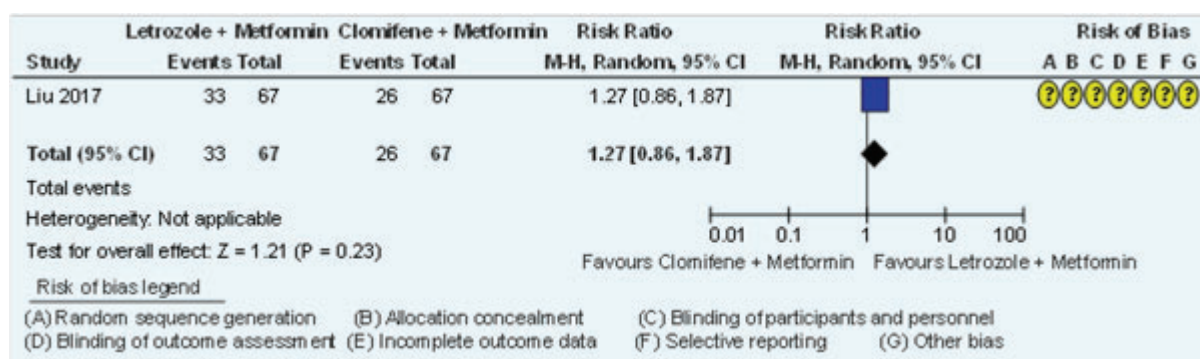 Letrozole + Metformin Clomifene + Metformin Risk Ratio Risk Ratio Risk of Bias
Study Events Total Events Total M-H, Random, 95% CI M-H, Random, 95% CI A B C D E F G
Liu 2017 33 67 26 67 1.27 [0.86, 1.87] ? ? ? ? ? ? ?
Total (95% CI) 33 67 26 67 1.27 [0.86, 1.87]
Total events
Heterogeneity: Not applicable
0.01 0.1 1 10 100
Test for overall effect: Z = 1.21 (P = 0.23)
Favours Clomifene + Metformin Favours Letrozole + Metformin
Risk of bias legend
(A) Random sequence generation (B) Allocation concealment (C) Blinding of participants and personnel
(D) Blinding of outcome assessment (E) Incomplete outcome data (F) Selective reporting (G) Other bias